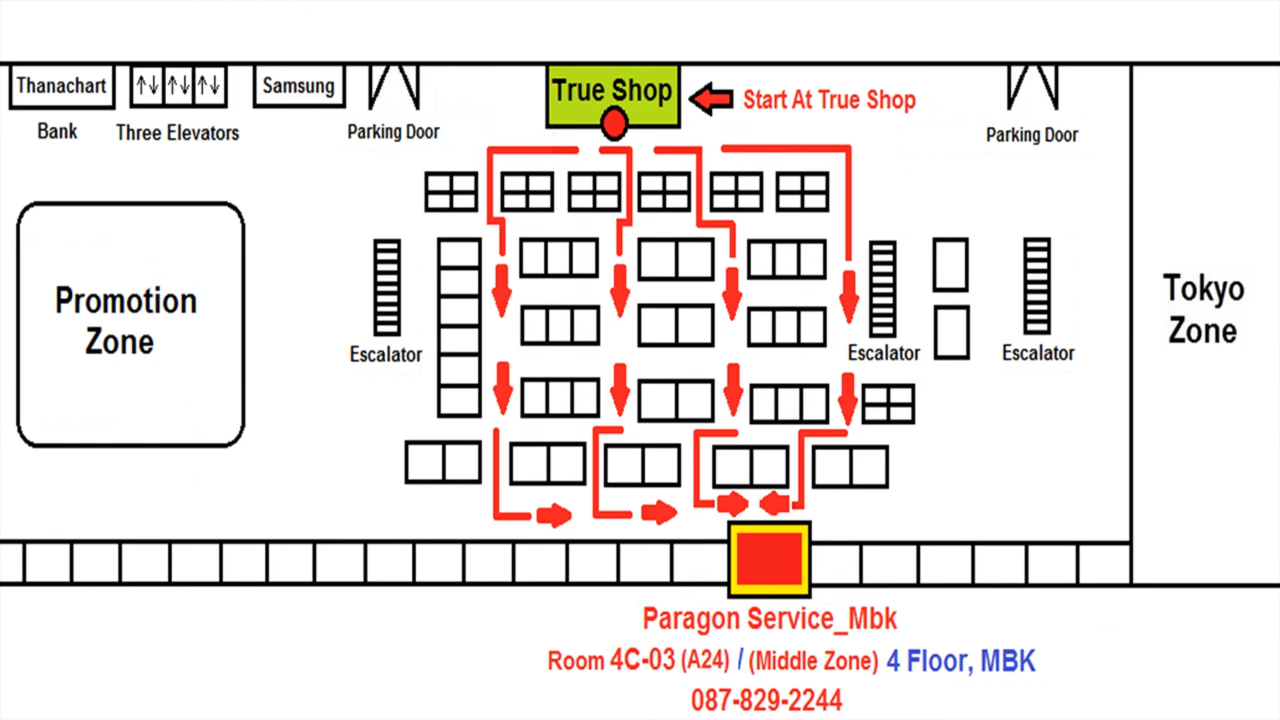 Thanachart
Bank
Three Elevators
Samsung
Parking Door
True Shop
Start At True Shop
Parking Door
Promotion
Zone
Escalator
Escalator
Escalator
Tokyo
Zone
Paragon Service_Mbk
Room 4C-03 (A24) / (Middle Zone) 4 Floor, MBK
087-829-2244